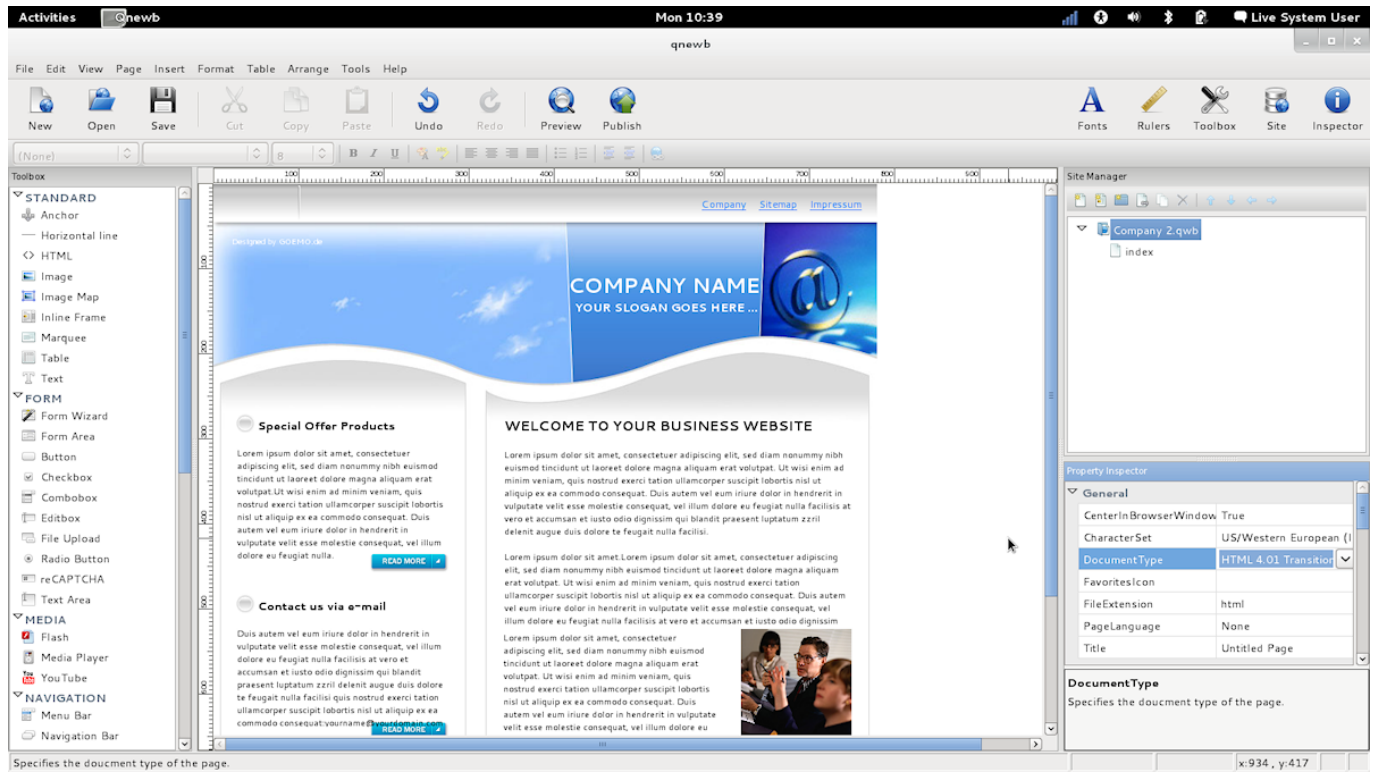 Activities Qnewb Mon 10:39 Live System User
qnewb
File Edit View Page Insert Format Table Arrange Tools Help
New Open Save Cut Copy Paste Undo Redo Preview Publish Fonts Rulers Toolbox Site Inspector
(None) 8 B I U
Toolbox
STANDARD
Anchor
Horizontal line
HTML
Image
Image Map
Inline Frame
Marquee
Table
Text
FORM
Form Wizard
Form Area
Button
Checkbox
Combobox
Editbox
File Upload
Radio Button
reCAPTCHA
Text Area
MEDIA
Flash
Media Player
YouTube
NAVIGATION
Menu Bar
Navigation Bar
100 200 300 400 500 600 700 800 900
100
200
300
400
500
600
Company Sitemap Impressum
Designed by GOEMO.de
COMPANY NAME
YOUR SLOGAN GOES HERE ...
Special Offer Products
Lorem ipsum dolor sit amet, consectetuer
adipiscing elit, sed diam nonummy nibh euismod
tincidunt ut laoreet dolore magna aliquam erat
volutpat.Ut wisi enim ad minim veniam, quis
nostrud exerci tation ullamcorper suscipit lobortis
nisl ut aliquip ex ea commodo consequat. Duis
autem vel eum iriure dolor in hendrerit in
vulputate velit esse molestie consequat, vel illum
dolore eu feugiat nulla.
READ MORE
Contact us via e-mail
Duis autem vel eum iriure dolor in hendrerit in
vulputate velit esse molestie consequat, vel illum
dolore eu feugiat nulla facilisis at vero et
accumsan et iusto odio dignissim qui blandit
praesent luptatum zzril delenit augue duis dolore
te feugait nulla facilisi quis nostrud exerci tation
ullamcorper suscipit lobortis nisl ut aliquip ex ea
commodo consequat:yourname@yourdomain.com
READ MORE
WELCOME TO YOUR BUSINESS WEBSITE
Lorem ipsum dolor sit amet, consectetuer adipiscing elit, sed diam nonummy nibh
euismod tincidunt ut laoreet dolore magna aliquam erat volutpat. Ut wisi enim ad
minim veniam, quis nostrud exerci tation ullamcorper suscipit lobortis nisl ut
aliquip ex ea commodo consequat. Duis autem vel eum iriure dolor in hendrerit in
vulputate velit esse molestie consequat, vel illum dolore eu feugiat nulla facilisis at
vero et accumsan et iusto odio dignissim qui blandit praesent luptatum zzril
delenit augue duis dolore te feugait nulla facilisi.
Lorem ipsum dolor sit amet.Lorem ipsum dolor sit amet, consectetuer adipiscing
elit, sed diam nonummy nibh euismod tincidunt ut laoreet dolore magna aliquam
erat volutpat. Ut wisi enim ad minim veniam, quis nostrud exerci tation
ullamcorper suscipit lobortis nisl ut aliquip ex ea commodo consequat. Duis autem
vel eum iriure dolor in hendrerit in vulputate velit esse molestie consequat, vel
illum dolore eu feugiat nulla facilisis at vero et accumsan et iusto odio dignissim
Lorem ipsum dolor sit amet, consectetuer
adipiscing elit, sed diam nonummy nibh euismod
tincidunt ut laoreet dolore magna aliquam erat
volutpat. Ut wisi enim ad minim veniam, quis
nostrud exerci tation ullamcorper suscipit lobortis
nisl ut aliquip ex ea commodo consequat. Duis
autem vel eum iriure dolor in hendrerit in vulputate
velit esse molestie consequat, vel illum dolore eu
Site Manager
Company 2.qwb
index
Property Inspector
General
CenterInBrowserWindow True
CharacterSet US/Western European (I
DocumentType HTML 4.01 Transition
FavoritesIcon
FileExtension html
PageLanguage None
Title Untitled Page
DocumentType
Specifies the doucment type of the page.
Specifies the doucment type of the page. x:934 , y:417